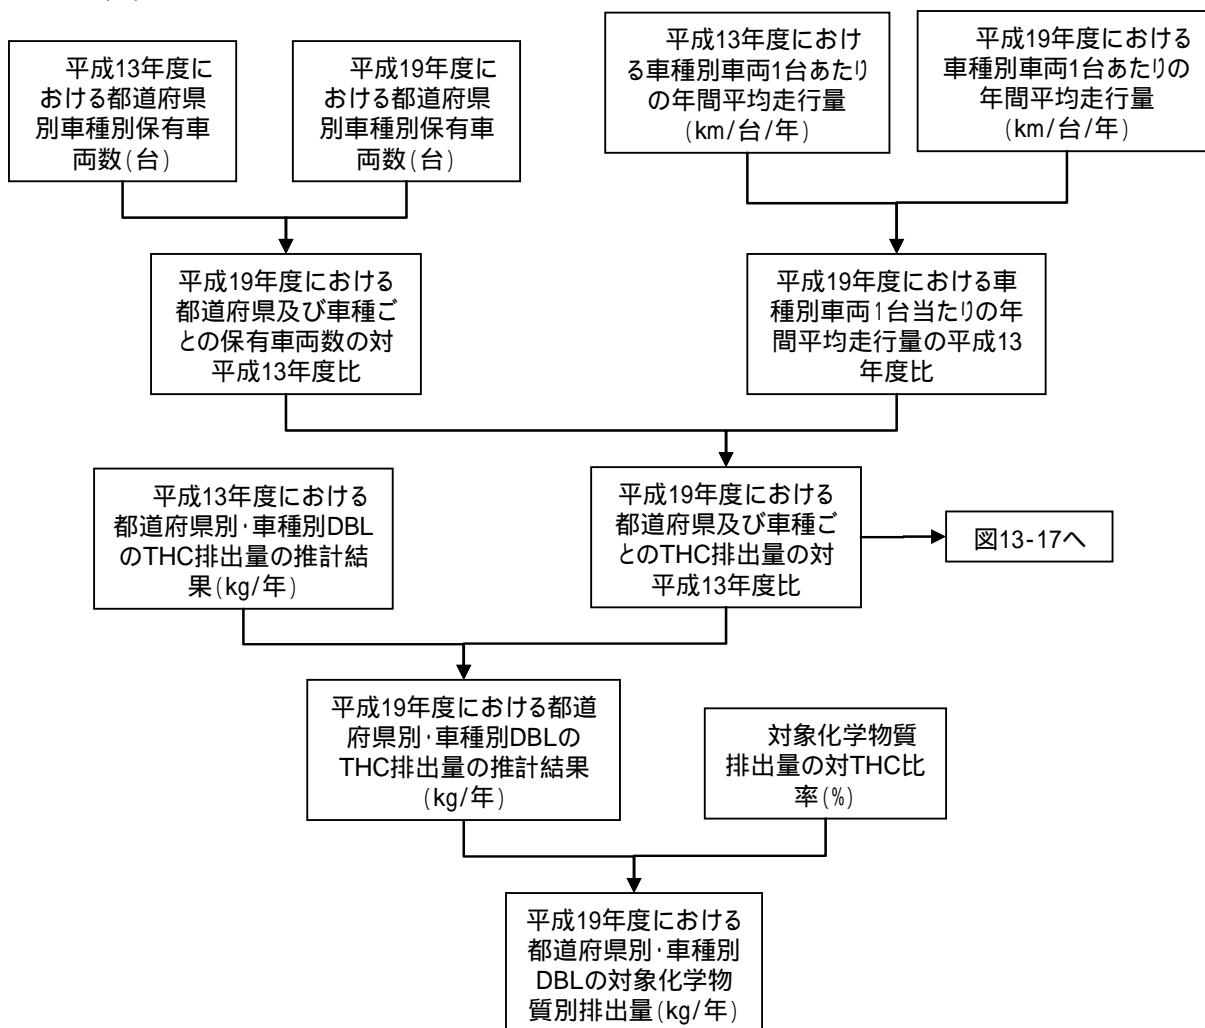 平成13年度に
おける都道府県
別車種別保有車
両数(台)
平成19年度に
おける都道府県
別車種別保有車
両数(台)
平成13年度におけ
る車種別車両1台あたり
の年間平均走行量
(km/台/年)
平成19年度における
車種別車両1台あたりの
年間平均走行量
(km/台/年)
平成19年度における
都道府県及び車種ご
との保有車両数の対
平成13年度比
平成19年度における車
種別車両1台当たりの年
間平均走行量の平成13
年度比
平成13年度における
都道府県別・車種別DBL
のTHC排出量の推計結
果(kg/年)
平成19年度における
都道府県及び車種ご
とのTHC排出量の対
平成13年度比
図13-17へ
平成19年度における都道
府県別・車種別DBLの
THC排出量の推計結果
(kg/年)
対象化学物質
排出量の対THC比
率(%)
平成19年度における
都道府県別・車種別
DBLの対象化学物
質別排出量(kg/年)